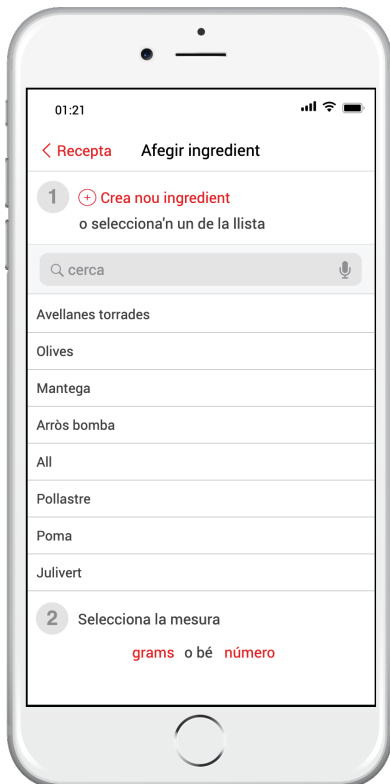 01:21
Recepta Afegir ingredient
1 Crea nou ingredient
o selecciona'n un de la llista
cerca
Avellanes torrades
Olives
Mantega
Arròs bomba
All
Pollastre
Poma
Julivert
2 Selecciona la mesura
grams o bé número